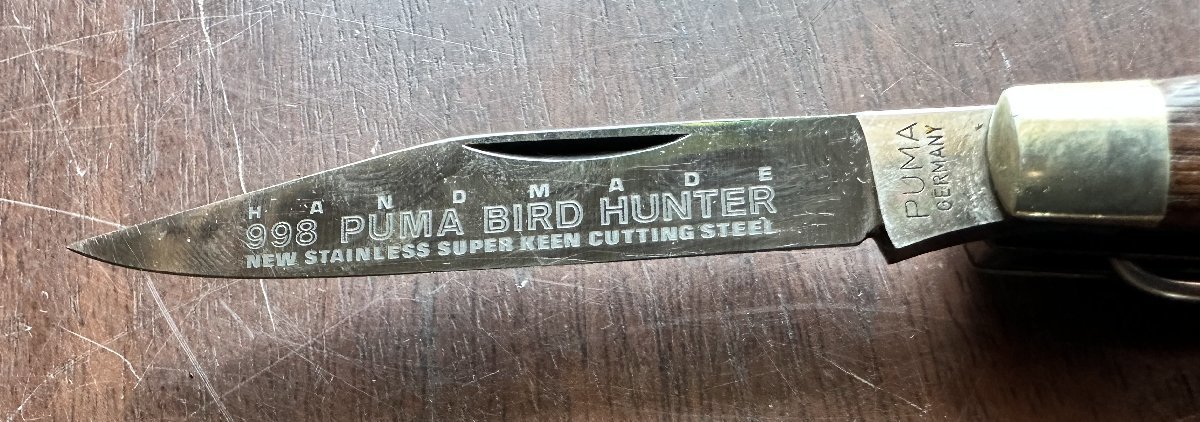 HANDMADE
998 PUMA BIRD HUNTER
NEW STAINLESS SUPER KEEN CUTTING STEEL
PUMA
GERMANY